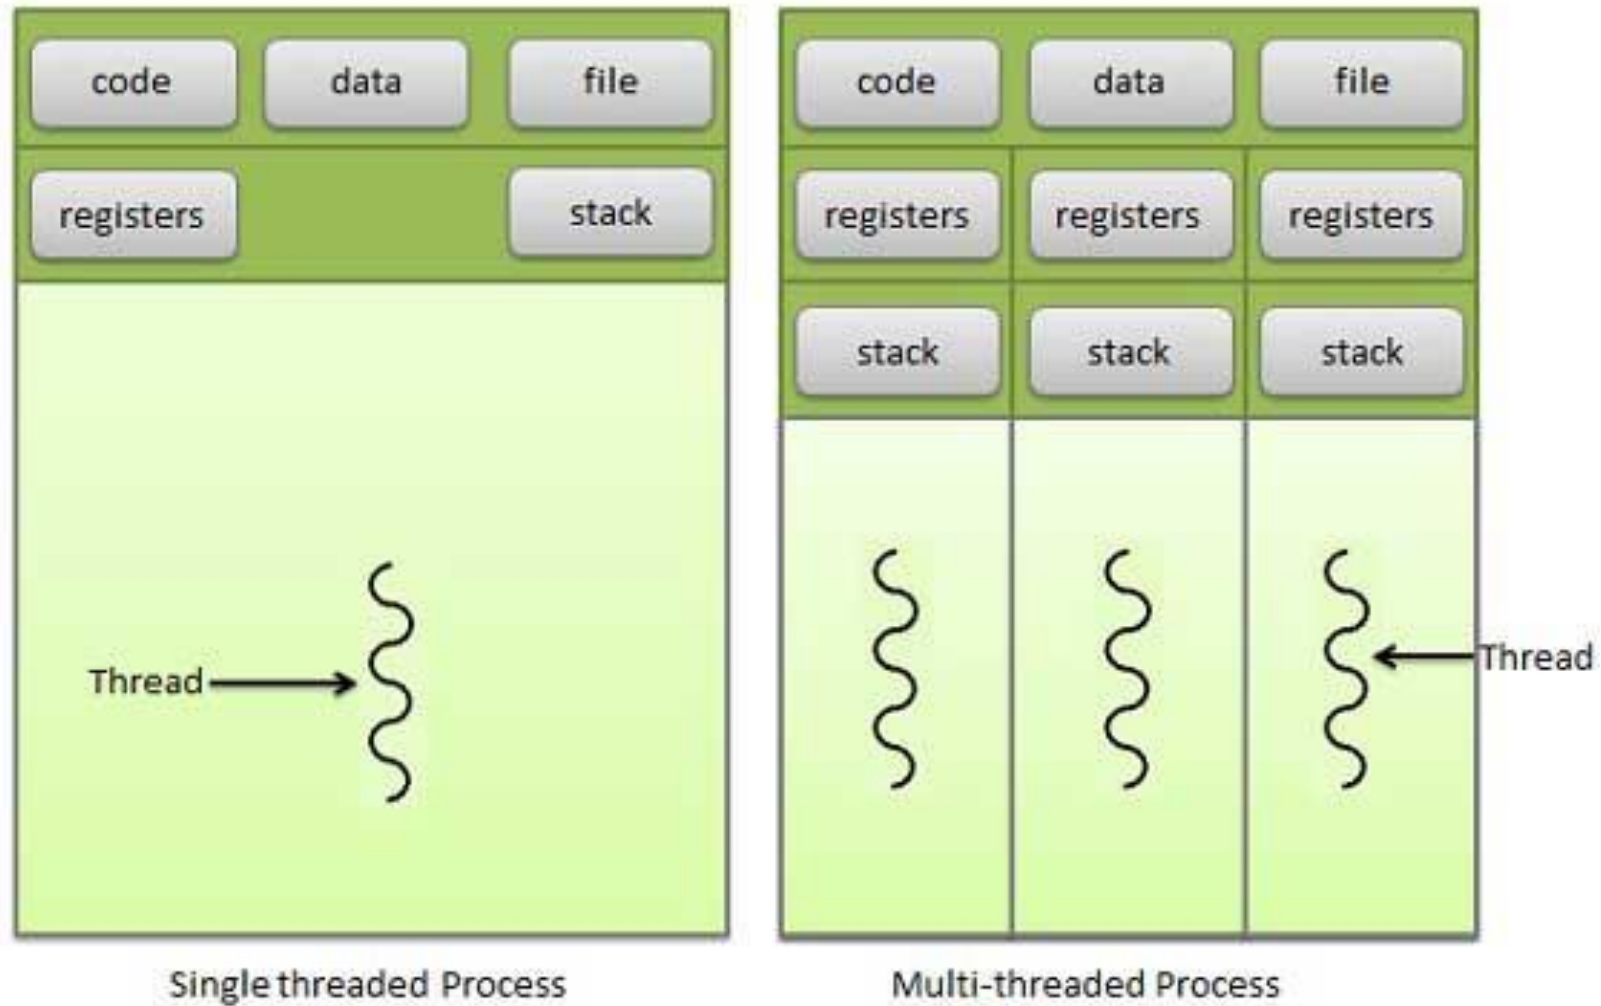 code data file
registers stack
Thread
Single threaded Process
code data file
registers registers registers
stack stack stack
Thread
Multi-threaded Process